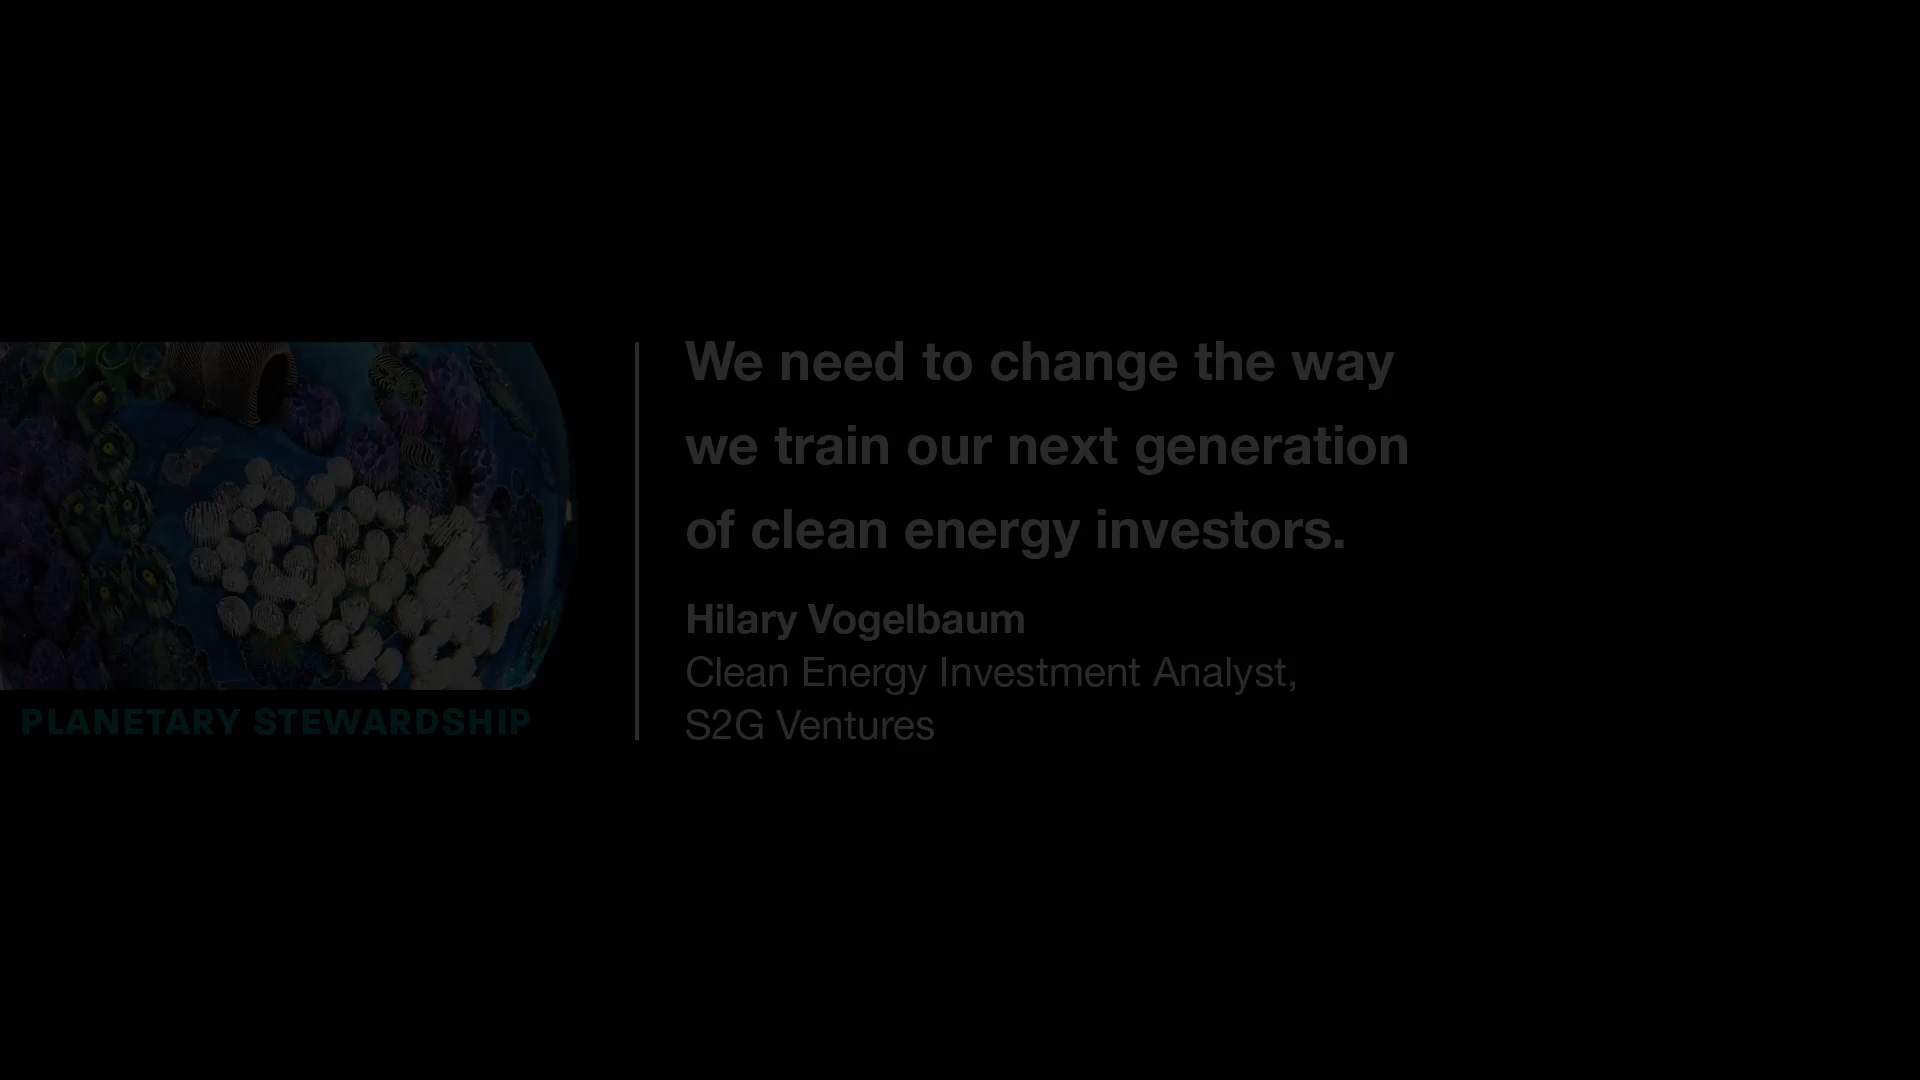 We need to change the way
we train our next generation
of clean energy investors.
Hilary Vogelbaum
Clean Energy Investment Analyst,
S2G Ventures
PLANETARY STEWARDSHIP